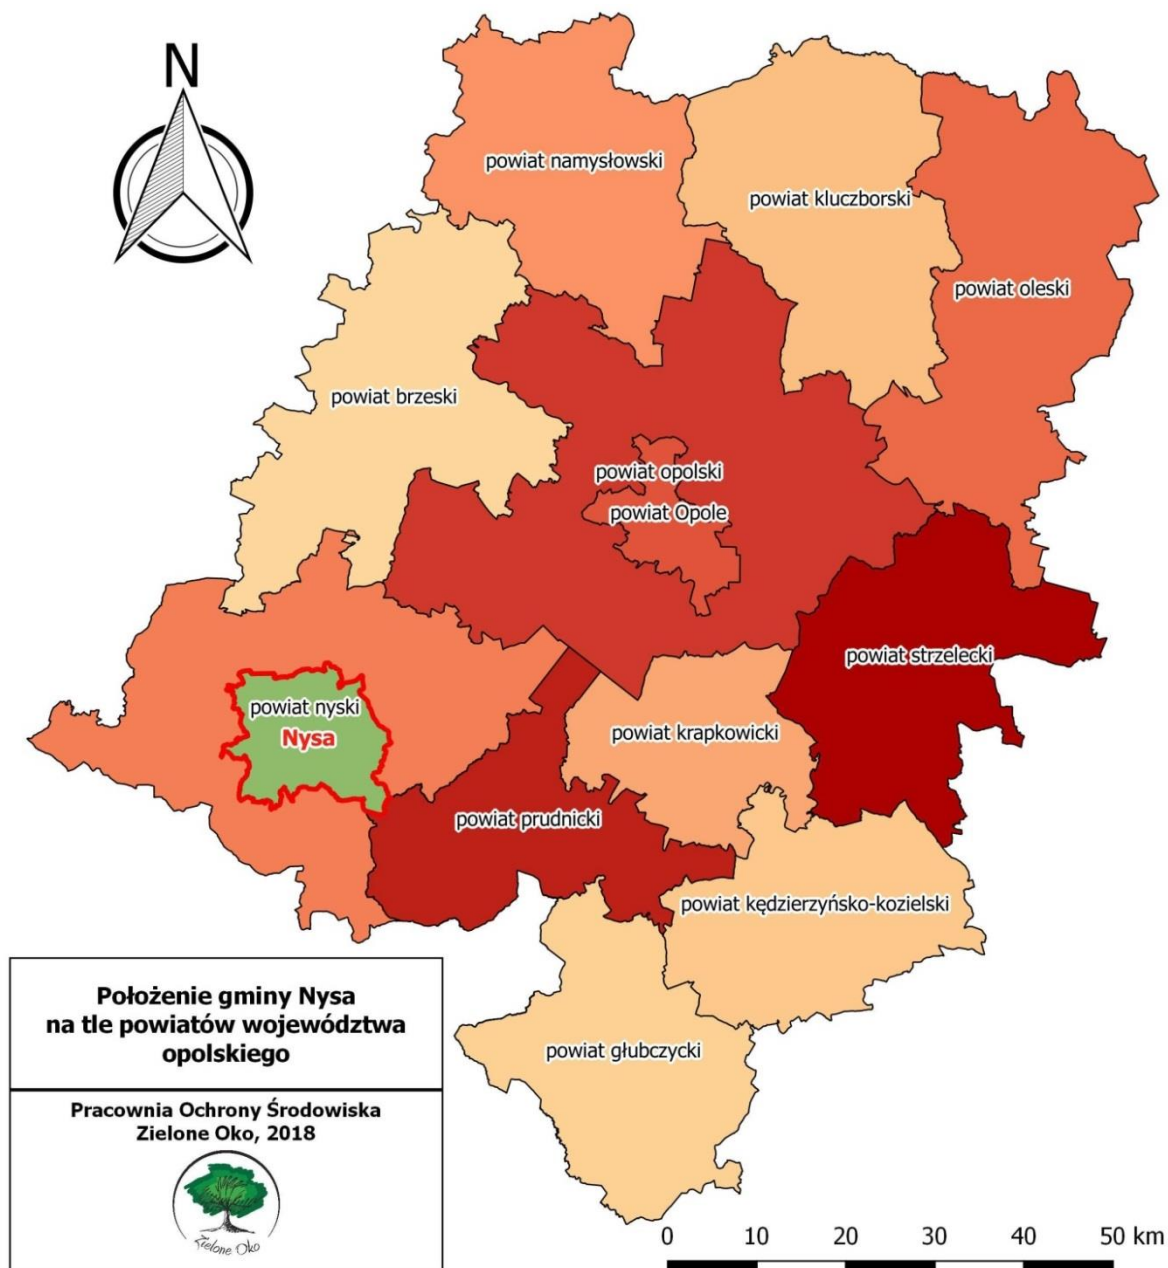 N
powiat namysłowski
powiat kluczborski
powiat oleski
powiat brzeski
powiat opolski
powiat Opole
powiat strzelecki
powiat nyski
Nysa
powiat krapkowicki
powiat prudnicki
powiat kędzierzyńsko-kozielski
powiat głubczycki
Położenie gminy Nysa
na tle powiatów województwa
opolskiego
Pracownia Ochrony Środowiska
Zielone Oko, 2018
Zielone Oko
0 10 20 30 40 50 km